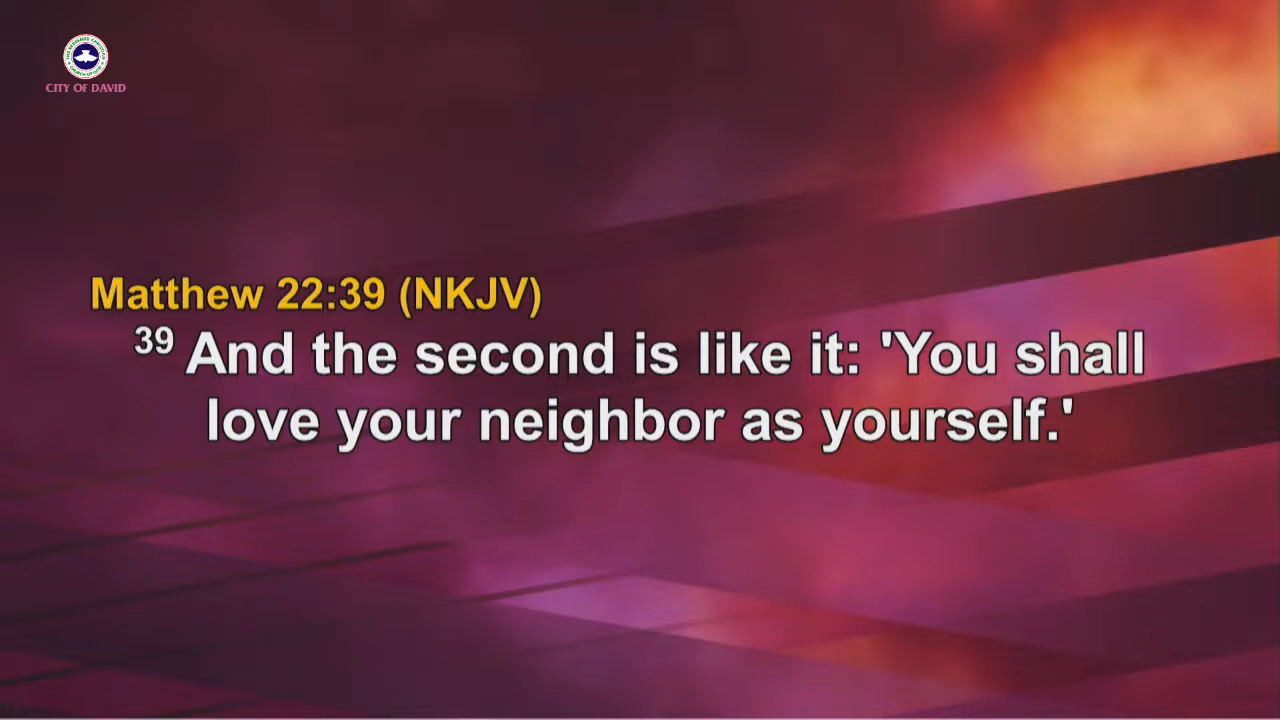 CITY OF DAVID
Matthew 22:39 (NKJV)
39 And the second is like it: 'You shall
love your neighbor as yourself.'